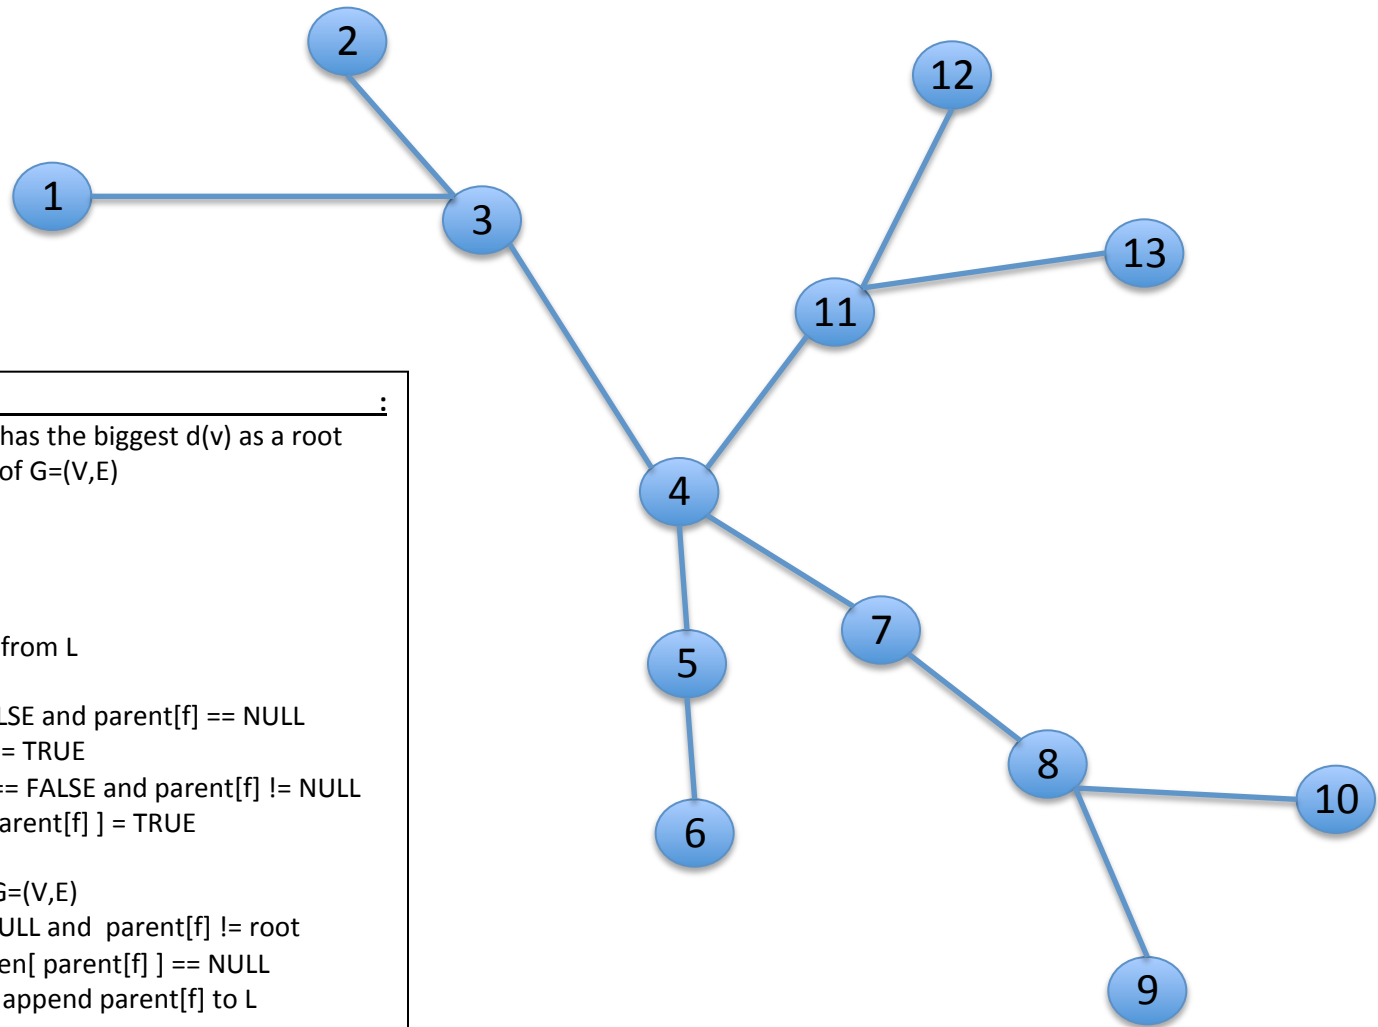 2
12
1
3
13
11
:
has the biggest d(v) as a root
of G=(V,E)
4
7
from L
5
LSE and parent[f] == NULL
= TRUE
8
== FALSE and parent[f] != NULL
10
arent[f] ] = TRUE
6
G=(V,E)
ULL and parent[f] != root
en[ parent[f] ] == NULL
9
append parent[f] to L